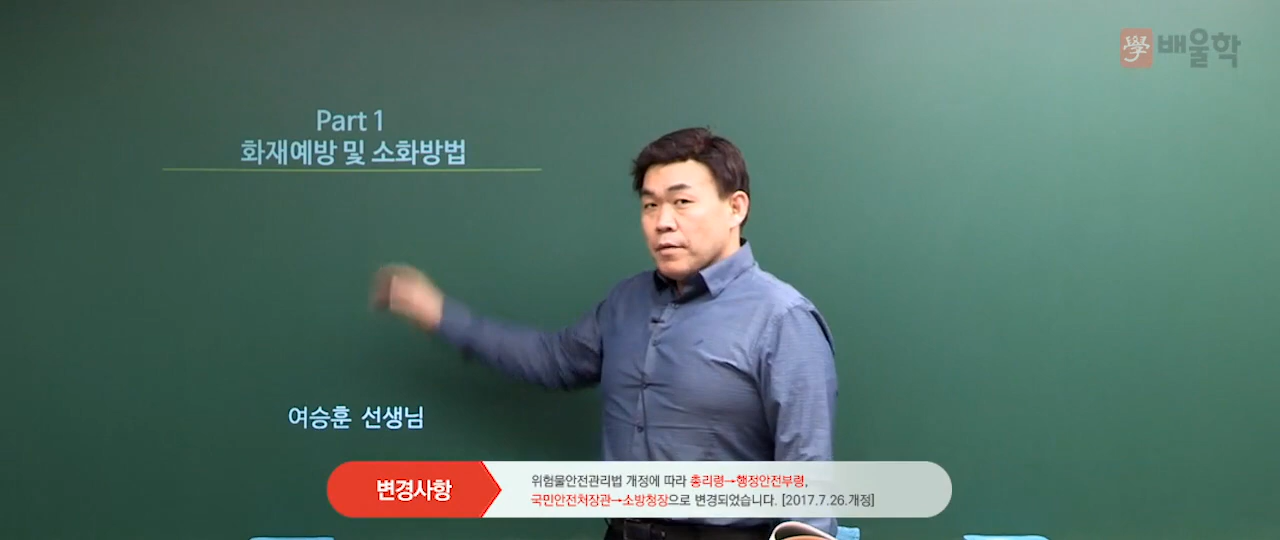 學 배울학
Part 1
화재예방 및 소화방법
여승훈 선생님
변경사항
위험물안전관리법 개정에 따라 총리령→행정안전부령,
국민안전처장관→소방청장으로 변경되었습니다. [2017.7.26.개정]